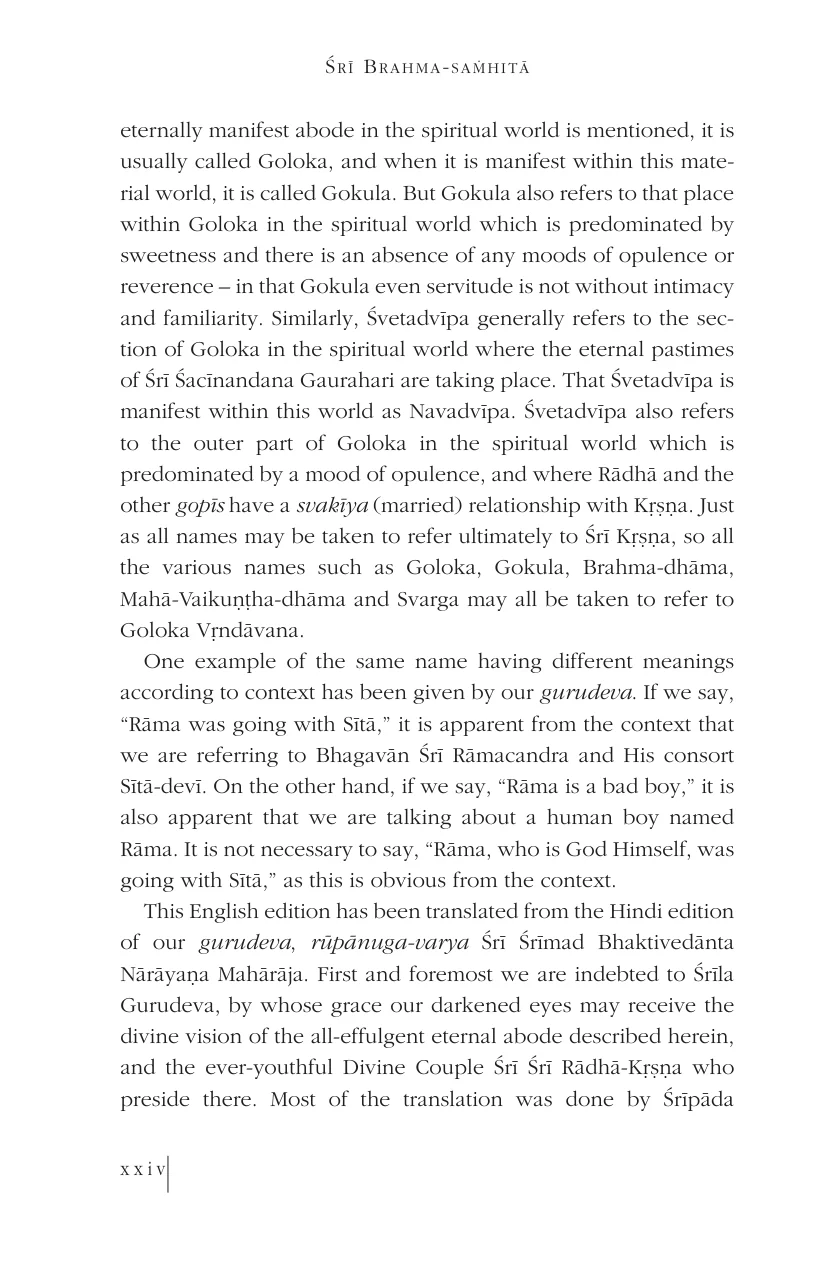 Śrī Brahma-saṁhitā
eternally manifest abode in the spiritual world is mentioned, it is
usually called Goloka, and when it is manifest within this mate-
rial world, it is called Gokula. But Gokula also refers to that place
within Goloka in the spiritual world which is predominated by
sweetness and there is an absence of any moods of opulence or
reverence – in that Gokula even servitude is not without intimacy
and familiarity. Similarly, Śvetadvīpa generally refers to the sec-
tion of Goloka in the spiritual world where the eternal pastimes
of Śrī Śacīnandana Gaurahari are taking place. That Śvetadvīpa is
manifest within this world as Navadvīpa. Śvetadvīpa also refers
to the outer part of Goloka in the spiritual world which is
predominated by a mood of opulence, and where Rādhā and the
other gopīs have a svakīya (married) relationship with Kṛṣṇa. Just
as all names may be taken to refer ultimately to Śrī Kṛṣṇa, so all
the various names such as Goloka, Gokula, Brahma-dhāma,
Mahā-Vaikuṇṭha-dhāma and Svarga may all be taken to refer to
Goloka Vṛndāvana.
One example of the same name having different meanings
according to context has been given by our gurudeva. If we say,
“Rāma was going with Sītā,” it is apparent from the context that
we are referring to Bhagavān Śrī Rāmacandra and His consort
Sītā-devī. On the other hand, if we say, “Rāma is a bad boy,” it is
also apparent that we are talking about a human boy named
Rāma. It is not necessary to say, “Rāma, who is God Himself, was
going with Sītā,” as this is obvious from the context.
This English edition has been translated from the Hindi edition
of our gurudeva, rūpānuga-varya Śrī Śrīmad Bhaktivedānta
Nārāyaṇa Mahārāja. First and foremost we are indebted to Śrīla
Gurudeva, by whose grace our darkened eyes may receive the
divine vision of the all-effulgent eternal abode described herein,
and the ever-youthful Divine Couple Śrī Śrī Rādhā-Kṛṣṇa who
preside there. Most of the translation was done by Śrīpāda
xxiv